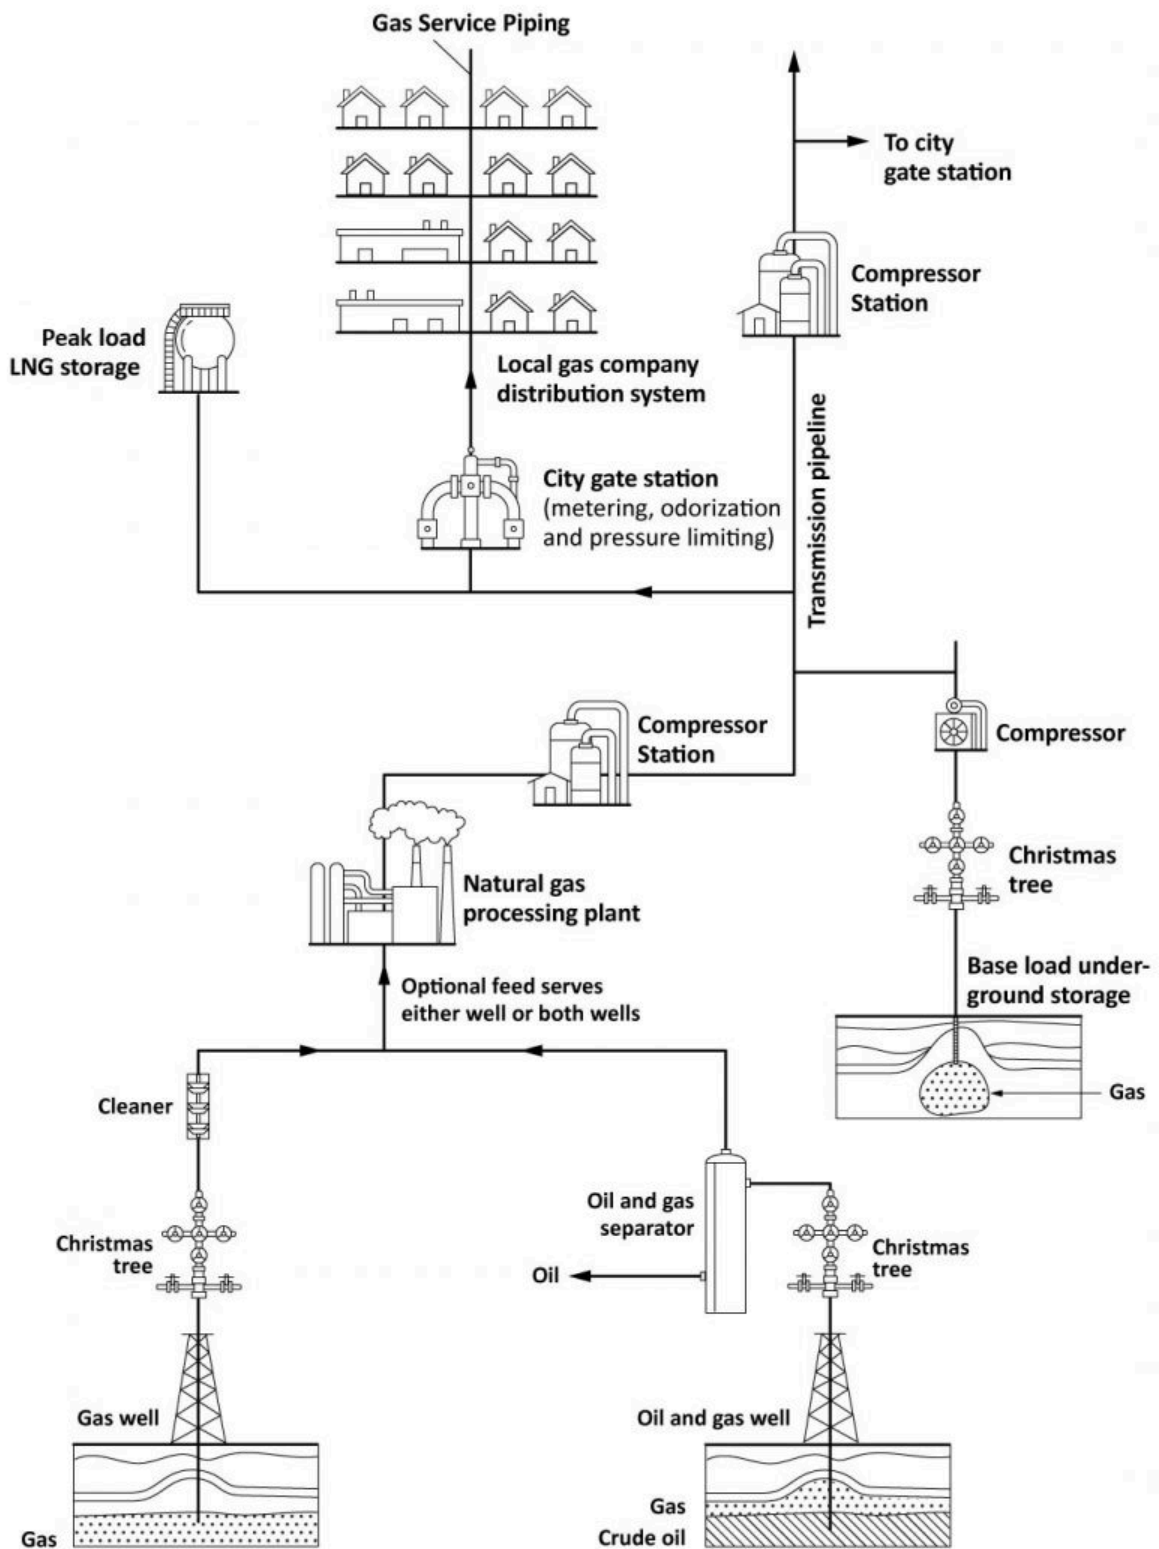 Gas Service Piping
To city
gate station
Compressor
Station
Peak load
LNG storage
Local gas company
distribution system
Transmission pipeline
City gate station
(metering, odorization
and pressure limiting)
Compressor
Station
Compressor
Christmas
tree
Natural gas
processing plant
Base load under-
ground storage
Optional feed serves
either well or both wells
Gas
Cleaner
Oil and gas
separator
Christmas
tree
Christmas
tree
Oil
Gas well
Oil and gas well
Gas
Gas
Crude oil